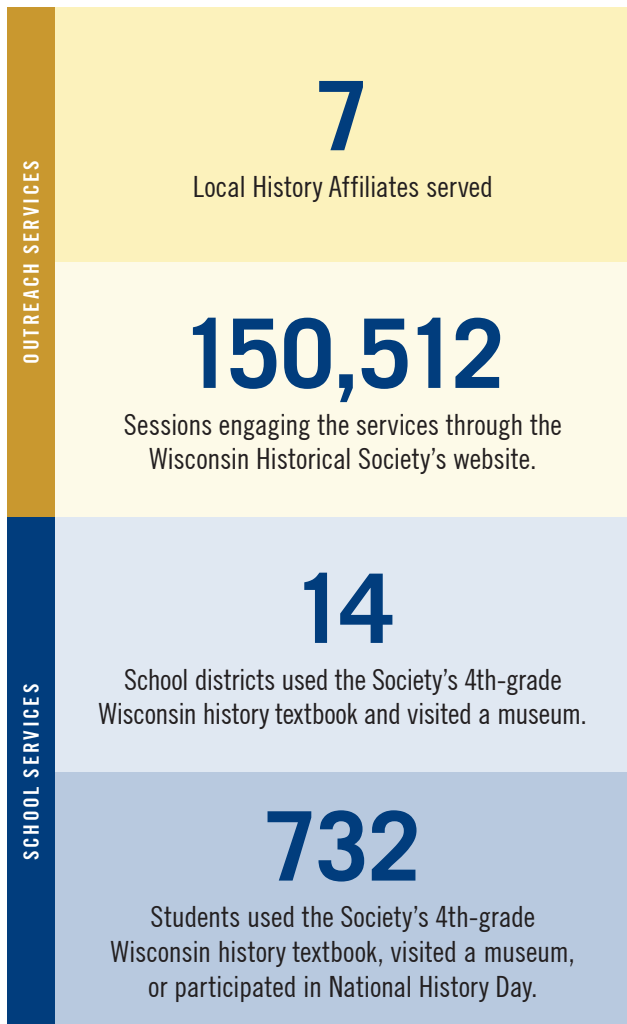 OUTREACH SERVICES
7
Local History Affiliates served
150,512
Sessions engaging the services through the
Wisconsin Historical Society’s website.
SCHOOL SERVICES
14
School districts used the Society’s 4th-grade
Wisconsin history textbook and visited a museum.
732
Students used the Society’s 4th-grade
Wisconsin history textbook, visited a museum,
or participated in National History Day.